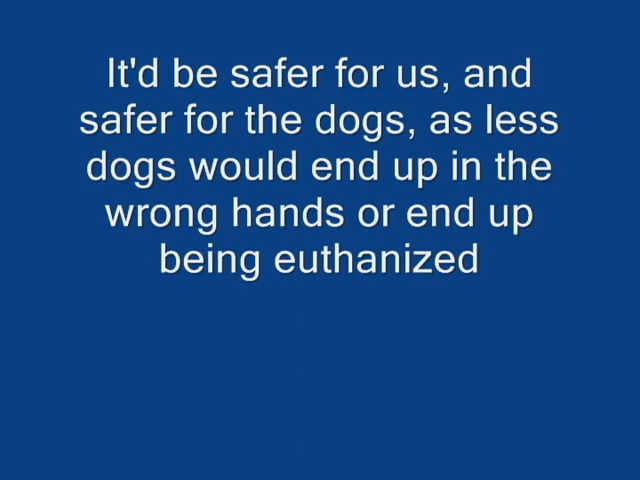 It'd be safer for us, and
safer for the dogs, as less
dogs would end up in the
wrong hands or end up
being euthanized